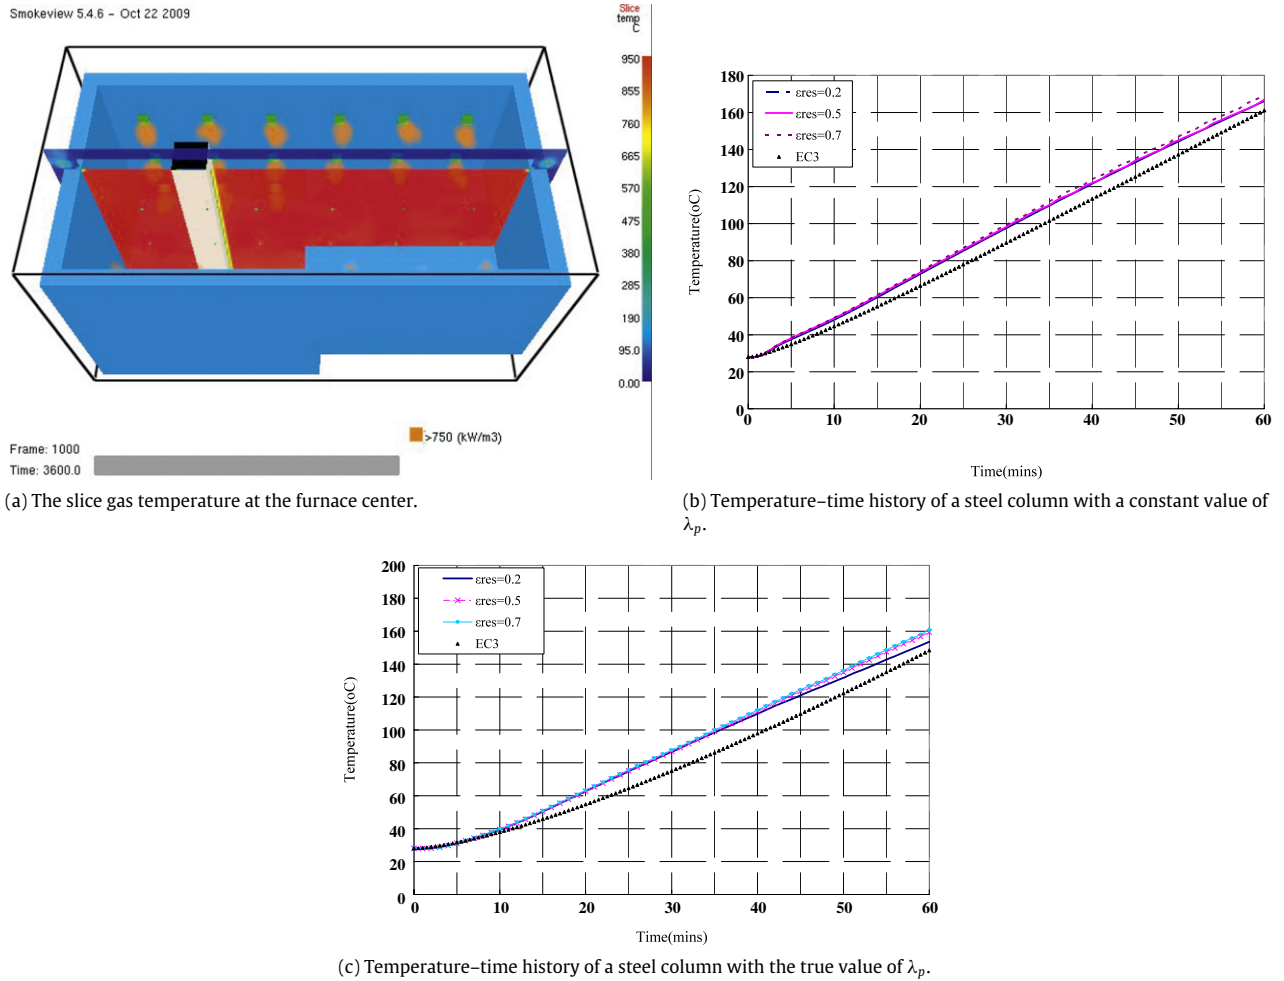 Smokeview 5.4.6 – Oct 22 2009
Slice
temp
C
950
855
760
665
570
475
380
285
190
95.0
0.00
>750 (kW/m3)
Frame: 1000
Time: 3600.0
(a) The slice gas temperature at the furnace center.
180
160
140
120
100
80
60
40
20
0
Temperature(oC)
εres=0.2
εres=0.5
εres=0.7
EC3
0 10 20 30 40 50 60
Time(mins)
(b) Temperature–time history of a steel column with a constant value of
λp.
200
180
160
140
120
100
80
60
40
20
0
Temperature(oC)
εres=0.2
εres=0.5
εres=0.7
EC3
0 10 20 30 40 50 60
Time(mins)
(c) Temperature–time history of a steel column with the true value of λp.